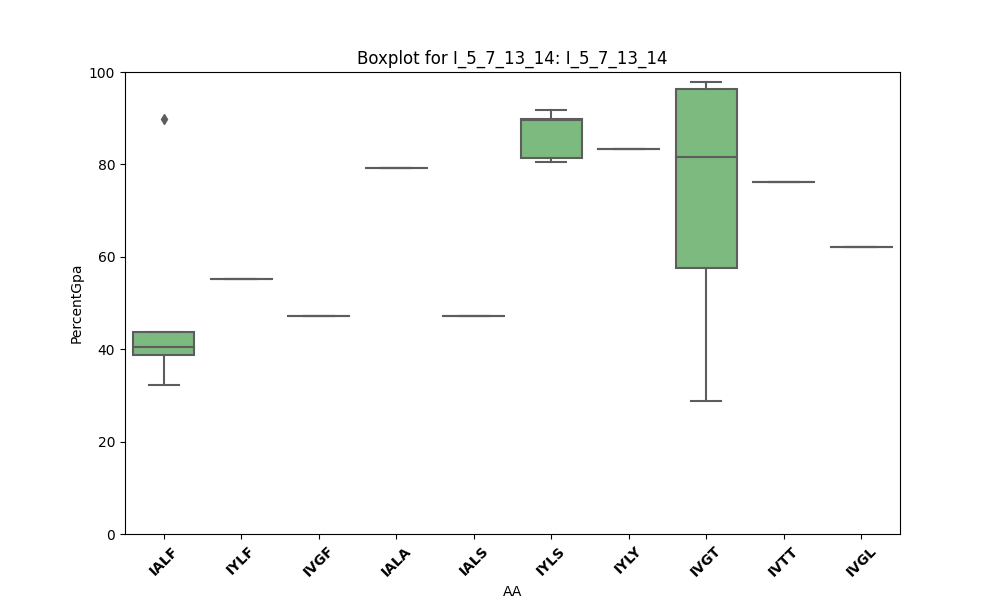 Boxplot for I_5_7_13_14: I_5_7_13_14
100
80
60
40
20
0
PercentGpa
IALF
IYLF
IVGF
IALA
IALS
IYLS
IYLY
IVGT
IVTT
IVGL
AA